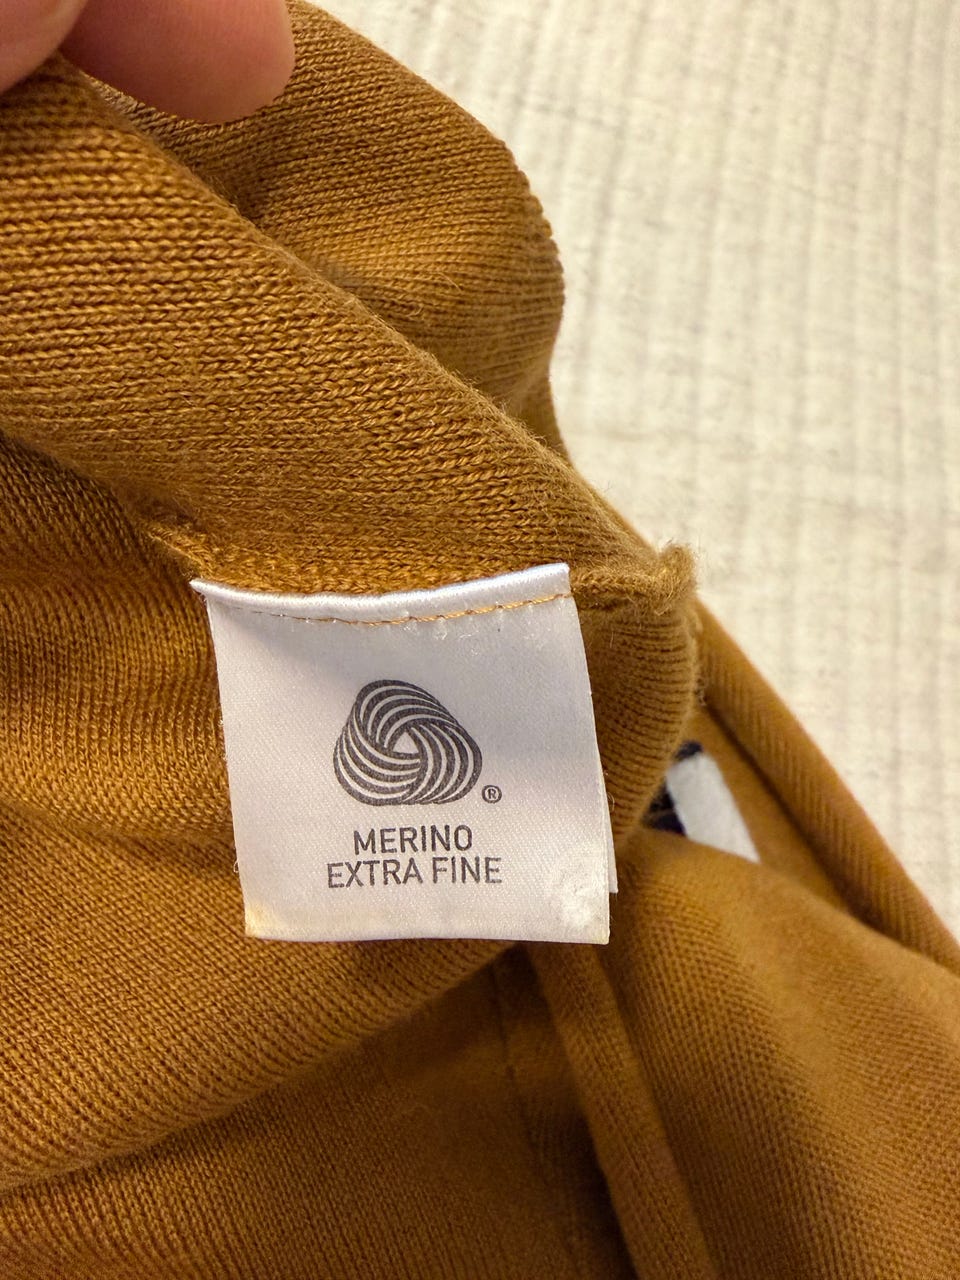 ®
MERINO
EXTRA FINE